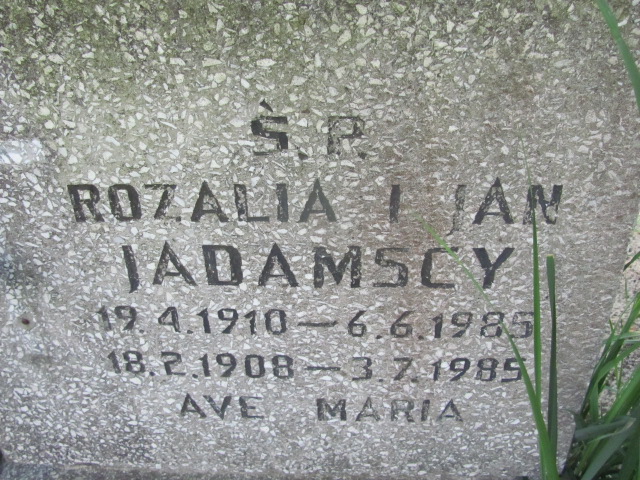 Ś.P.
ROZALIA I JAN
JADAMSCY
19.4.1910 — 6.6.1985
18.2.1908 — 3.7.1985
AVE MARIA